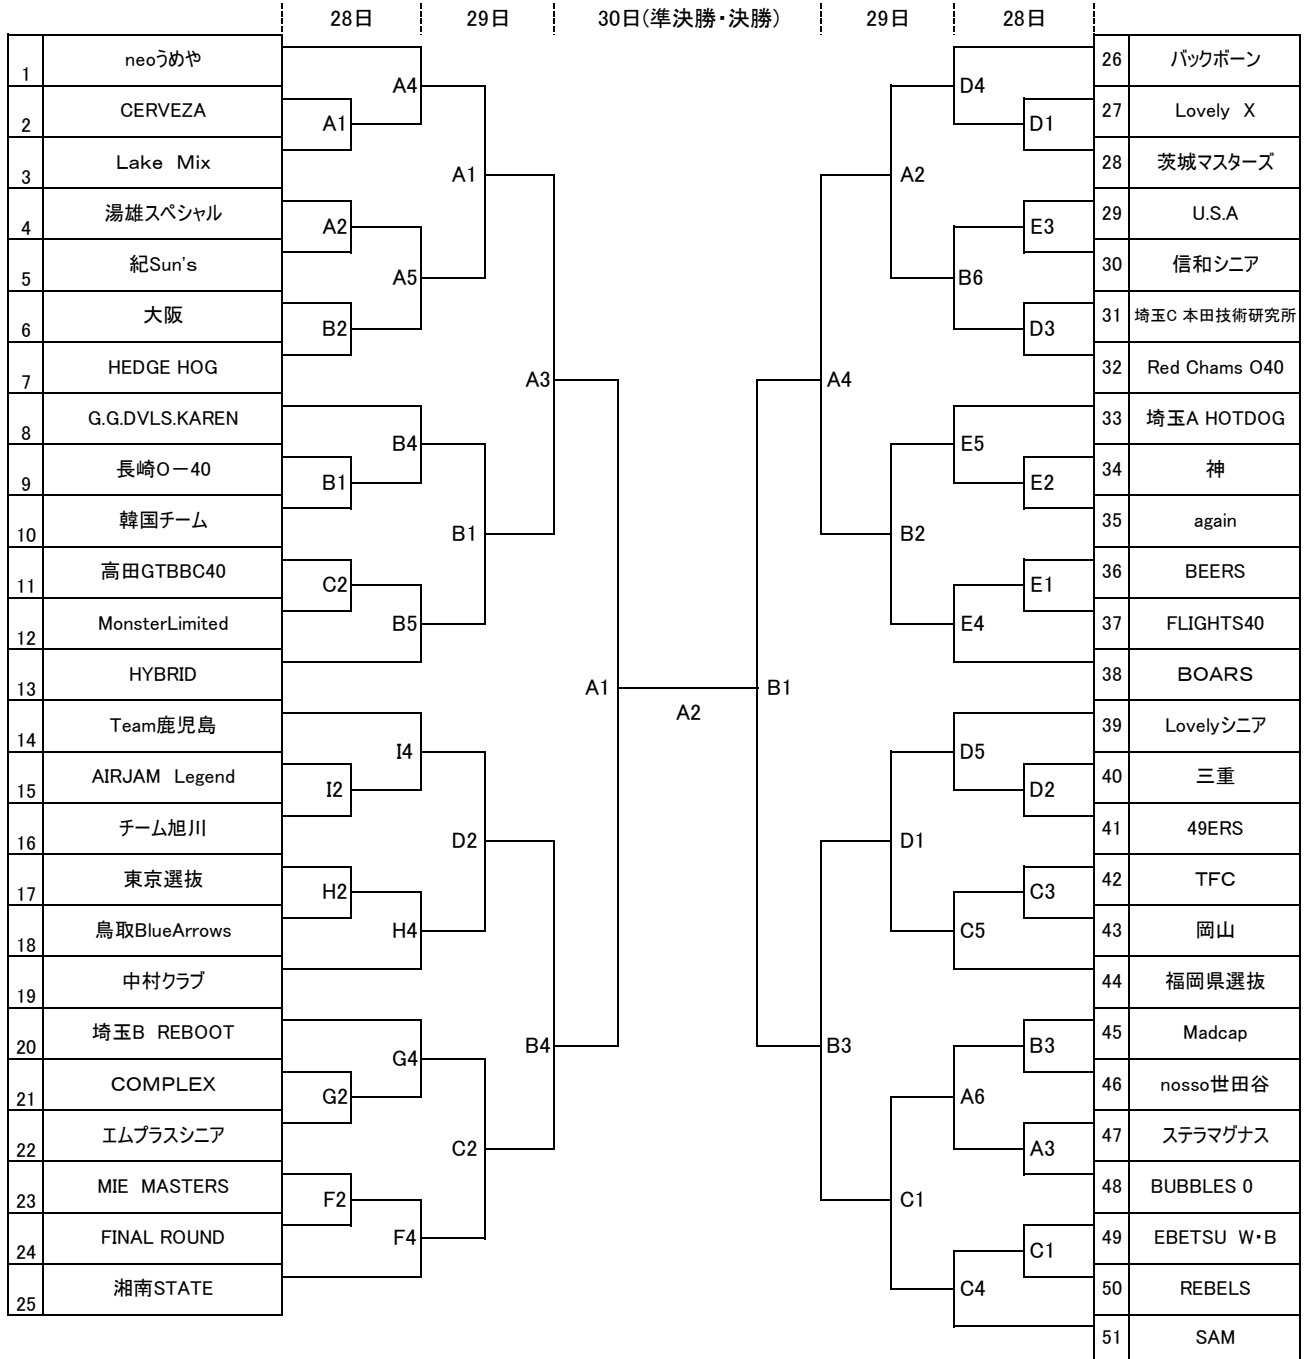 28日 29日 30日(準決勝・決勝) 29日 28日
1 neoうめや
2 CERVEZA
3 Lake Mix
4 湯雄スペシャル
5 紀Sun's
6 大阪
7 HEDGE HOG
8 G.G.DVLS.KAREN
9 長崎O－40
10 韓国チーム
11 高田GTBBC40
12 MonsterLimited
13 HYBRID
14 Team鹿児島
15 AIRJAM Legend
16 チーム旭川
17 東京選抜
18 鳥取BlueArrows
19 中村クラブ
20 埼玉B REBOOT
21 COMPLEX
22 エムプラスシニア
23 MIE MASTERS
24 FINAL ROUND
25 湘南STATE
A1
A2
B2
B1
C2
I2
H2
G2
F2
A4
A5
B4
B5
I4
H4
G4
F4
A1
B1
D2
C2
A3
B4
A1
A2
B1
A4
B3
A2
B2
D1
C1
D4
B6
E5
E4
D5
C5
A6
C4
D1
E3
D3
E2
E1
D2
C3
B3
A3
C1
26 バックボーン
27 Lovely X
28 茨城マスターズ
29 U.S.A
30 信和シニア
31 埼玉C 本田技術研究所
32 Red Chams O40
33 埼玉A HOTDOG
34 神
35 again
36 BEERS
37 FLIGHTS40
38 BOARS
39 Lovelyシニア
40 三重
41 49ERS
42 TFC
43 岡山
44 福岡県選抜
45 Madcap
46 nosso世田谷
47 ステラマグナス
48 BUBBLES 0
49 EBETSU W・B
50 REBELS
51 SAM